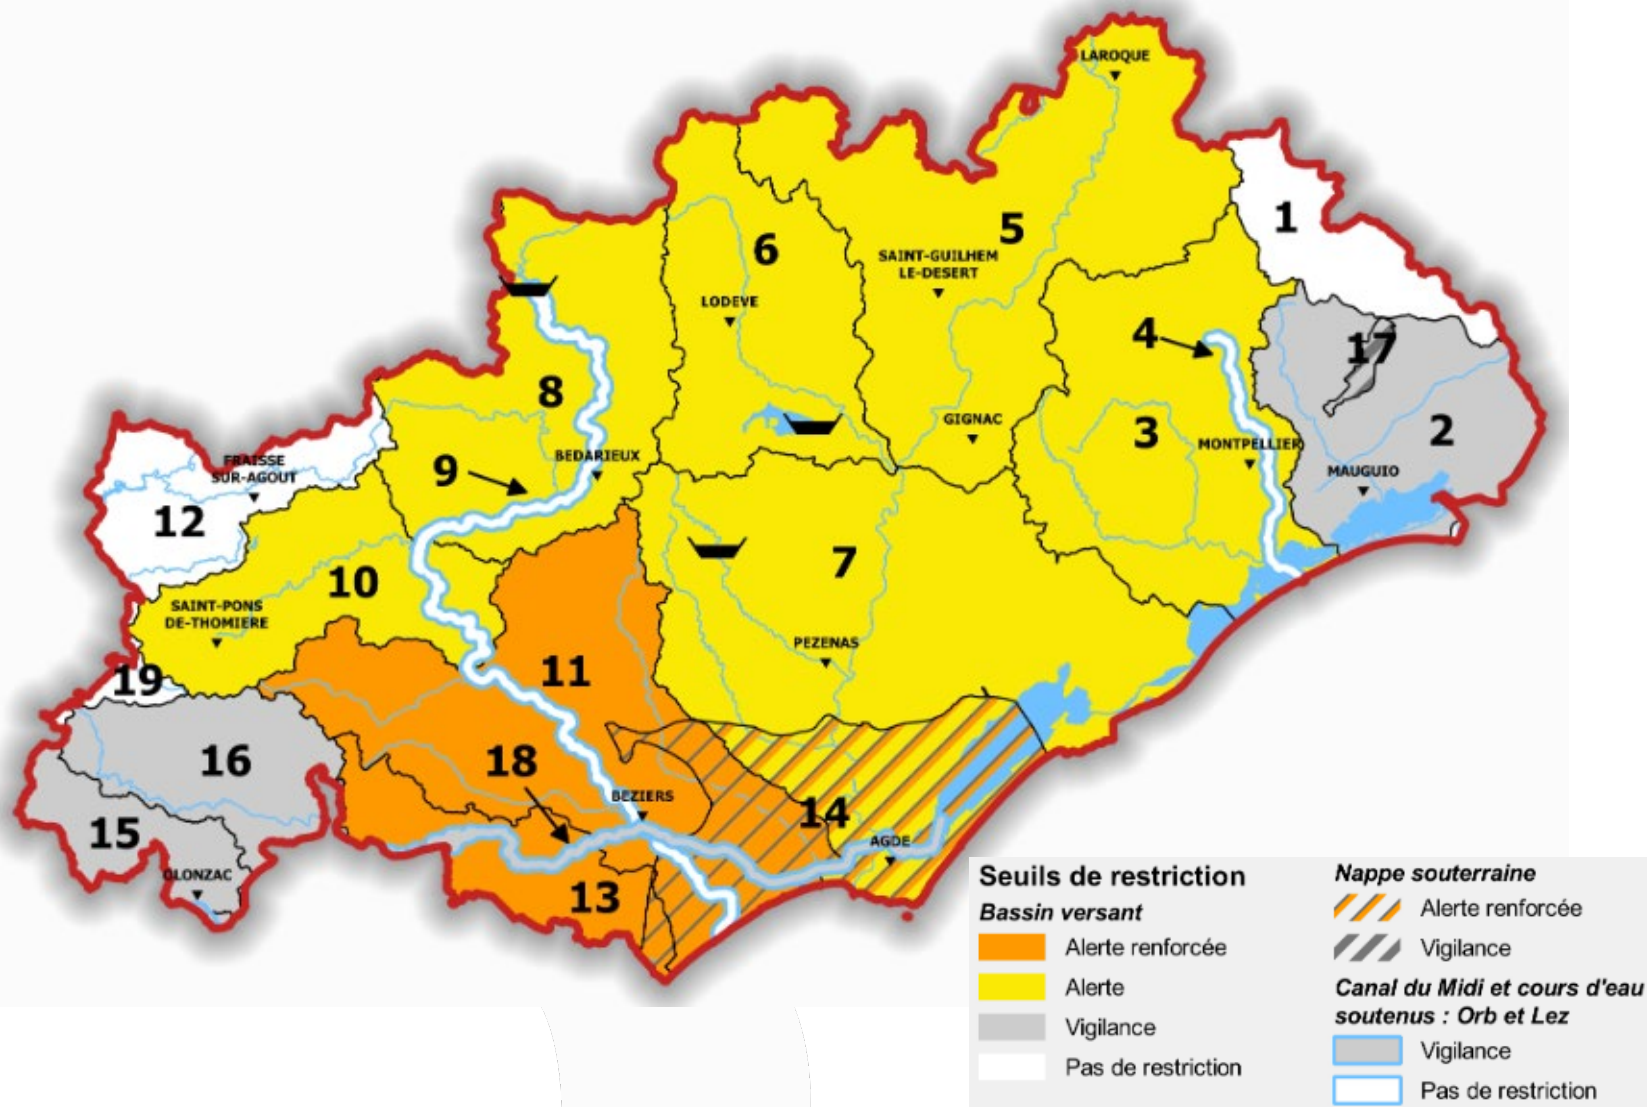 LAROQUE
1
5
6
SAINT-GUILHEM
LE-DESERT
LODEVE
4
17
8
GIGNAC
3
2
MONTPELLIER
BEDARIEUX
9
FRAISSE
SUR-AGOUT
MAUGUIO
12
7
10
SAINT-PONS
DE-THOMIERE
PEZENAS
11
19
16
18
BEZIERS
14
15
AGDE
OLONZAC
13
Seuils de restriction
Bassin versant
Alerte renforcée
Alerte
Vigilance
Pas de restriction
Nappe souterraine
Alerte renforcée
Vigilance
Canal du Midi et cours d'eau
soutenus : Orb et Lez
Vigilance
Pas de restriction